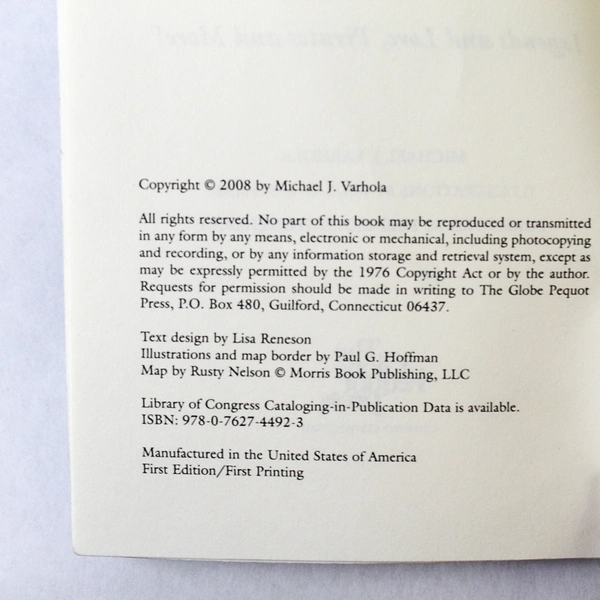 Copyright © 2008 by Michael J. Varhola
All rights reserved. No part of this book may be reproduced or transmitted
in any form by any means, electronic or mechanical, including photocopying
and recording, or by any information storage and retrieval system, except as
may be expressly permitted by the 1976 Copyright Act or by the author.
Requests for permission should be made in writing to The Globe Pequot
Press, P.O. Box 480, Guilford, Connecticut 06437.
Text design by Lisa Reneson
Illustrations and map border by Paul G. Hoffman
Map by Rusty Nelson © Morris Book Publishing, LLC
Library of Congress Cataloging-in-Publication Data is available.
ISBN: 978-0-7627-4492-3
Manufactured in the United States of America
First Edition/First Printing